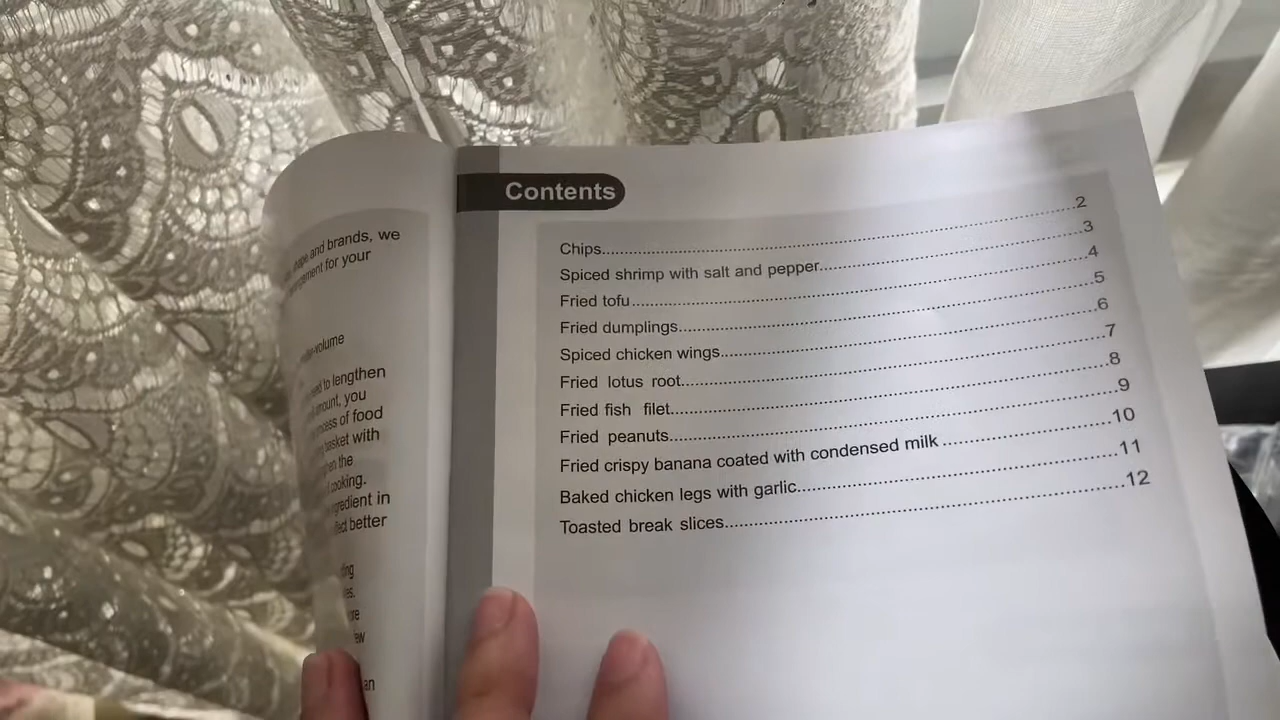 shape and brands, we
for your
-volume
to lengthen
amount, you
process of food
basket with
the
cooking.
ingredient in
better
an
Contents
Chips..........2
Spiced shrimp with salt and pepper..........3
Fried tofu..........4
Fried dumplings..........5
Spiced chicken wings..........6
Fried lotus root..........7
Fried fish filet..........8
Fried peanuts..........9
Fried crispy banana coated with condensed milk..........10
Baked chicken legs with garlic..........11
Toasted break slices..........12